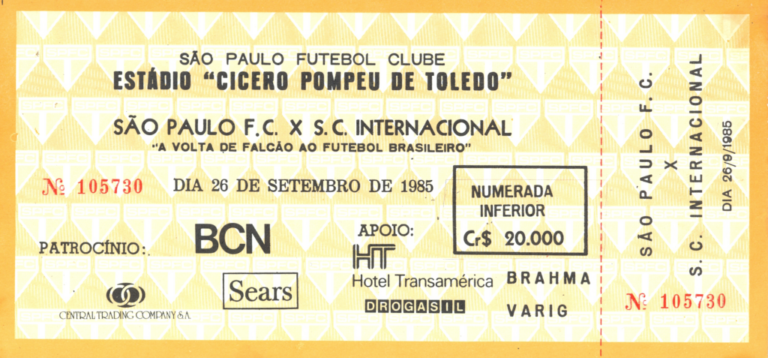 SÃO PAULO FUTEBOL CLUBE
ESTÁDIO "CICERO POMPEU DE TOLEDO"
SÃO PAULO F.C. X S.C. INTERNACIONAL
"A VOLTA DE FALCÃO AO FUTEBOL BRASILEIRO"
Nº 105730 DIA 26 DE SETEMBRO DE 1985
NUMERADA
INFERIOR
Cr$ 20.000
PATROCÍNIO:
BCN
CENTRAL TRADING COMPANY S.A.
Sears
APOIO:
HT
Hotel Transamérica
DROGASIL
BRAHMA
VARIG
SÃO PAULO F.C.
X
S.C. INTERNACIONAL
DIA 26/9/1985
Nº 105730